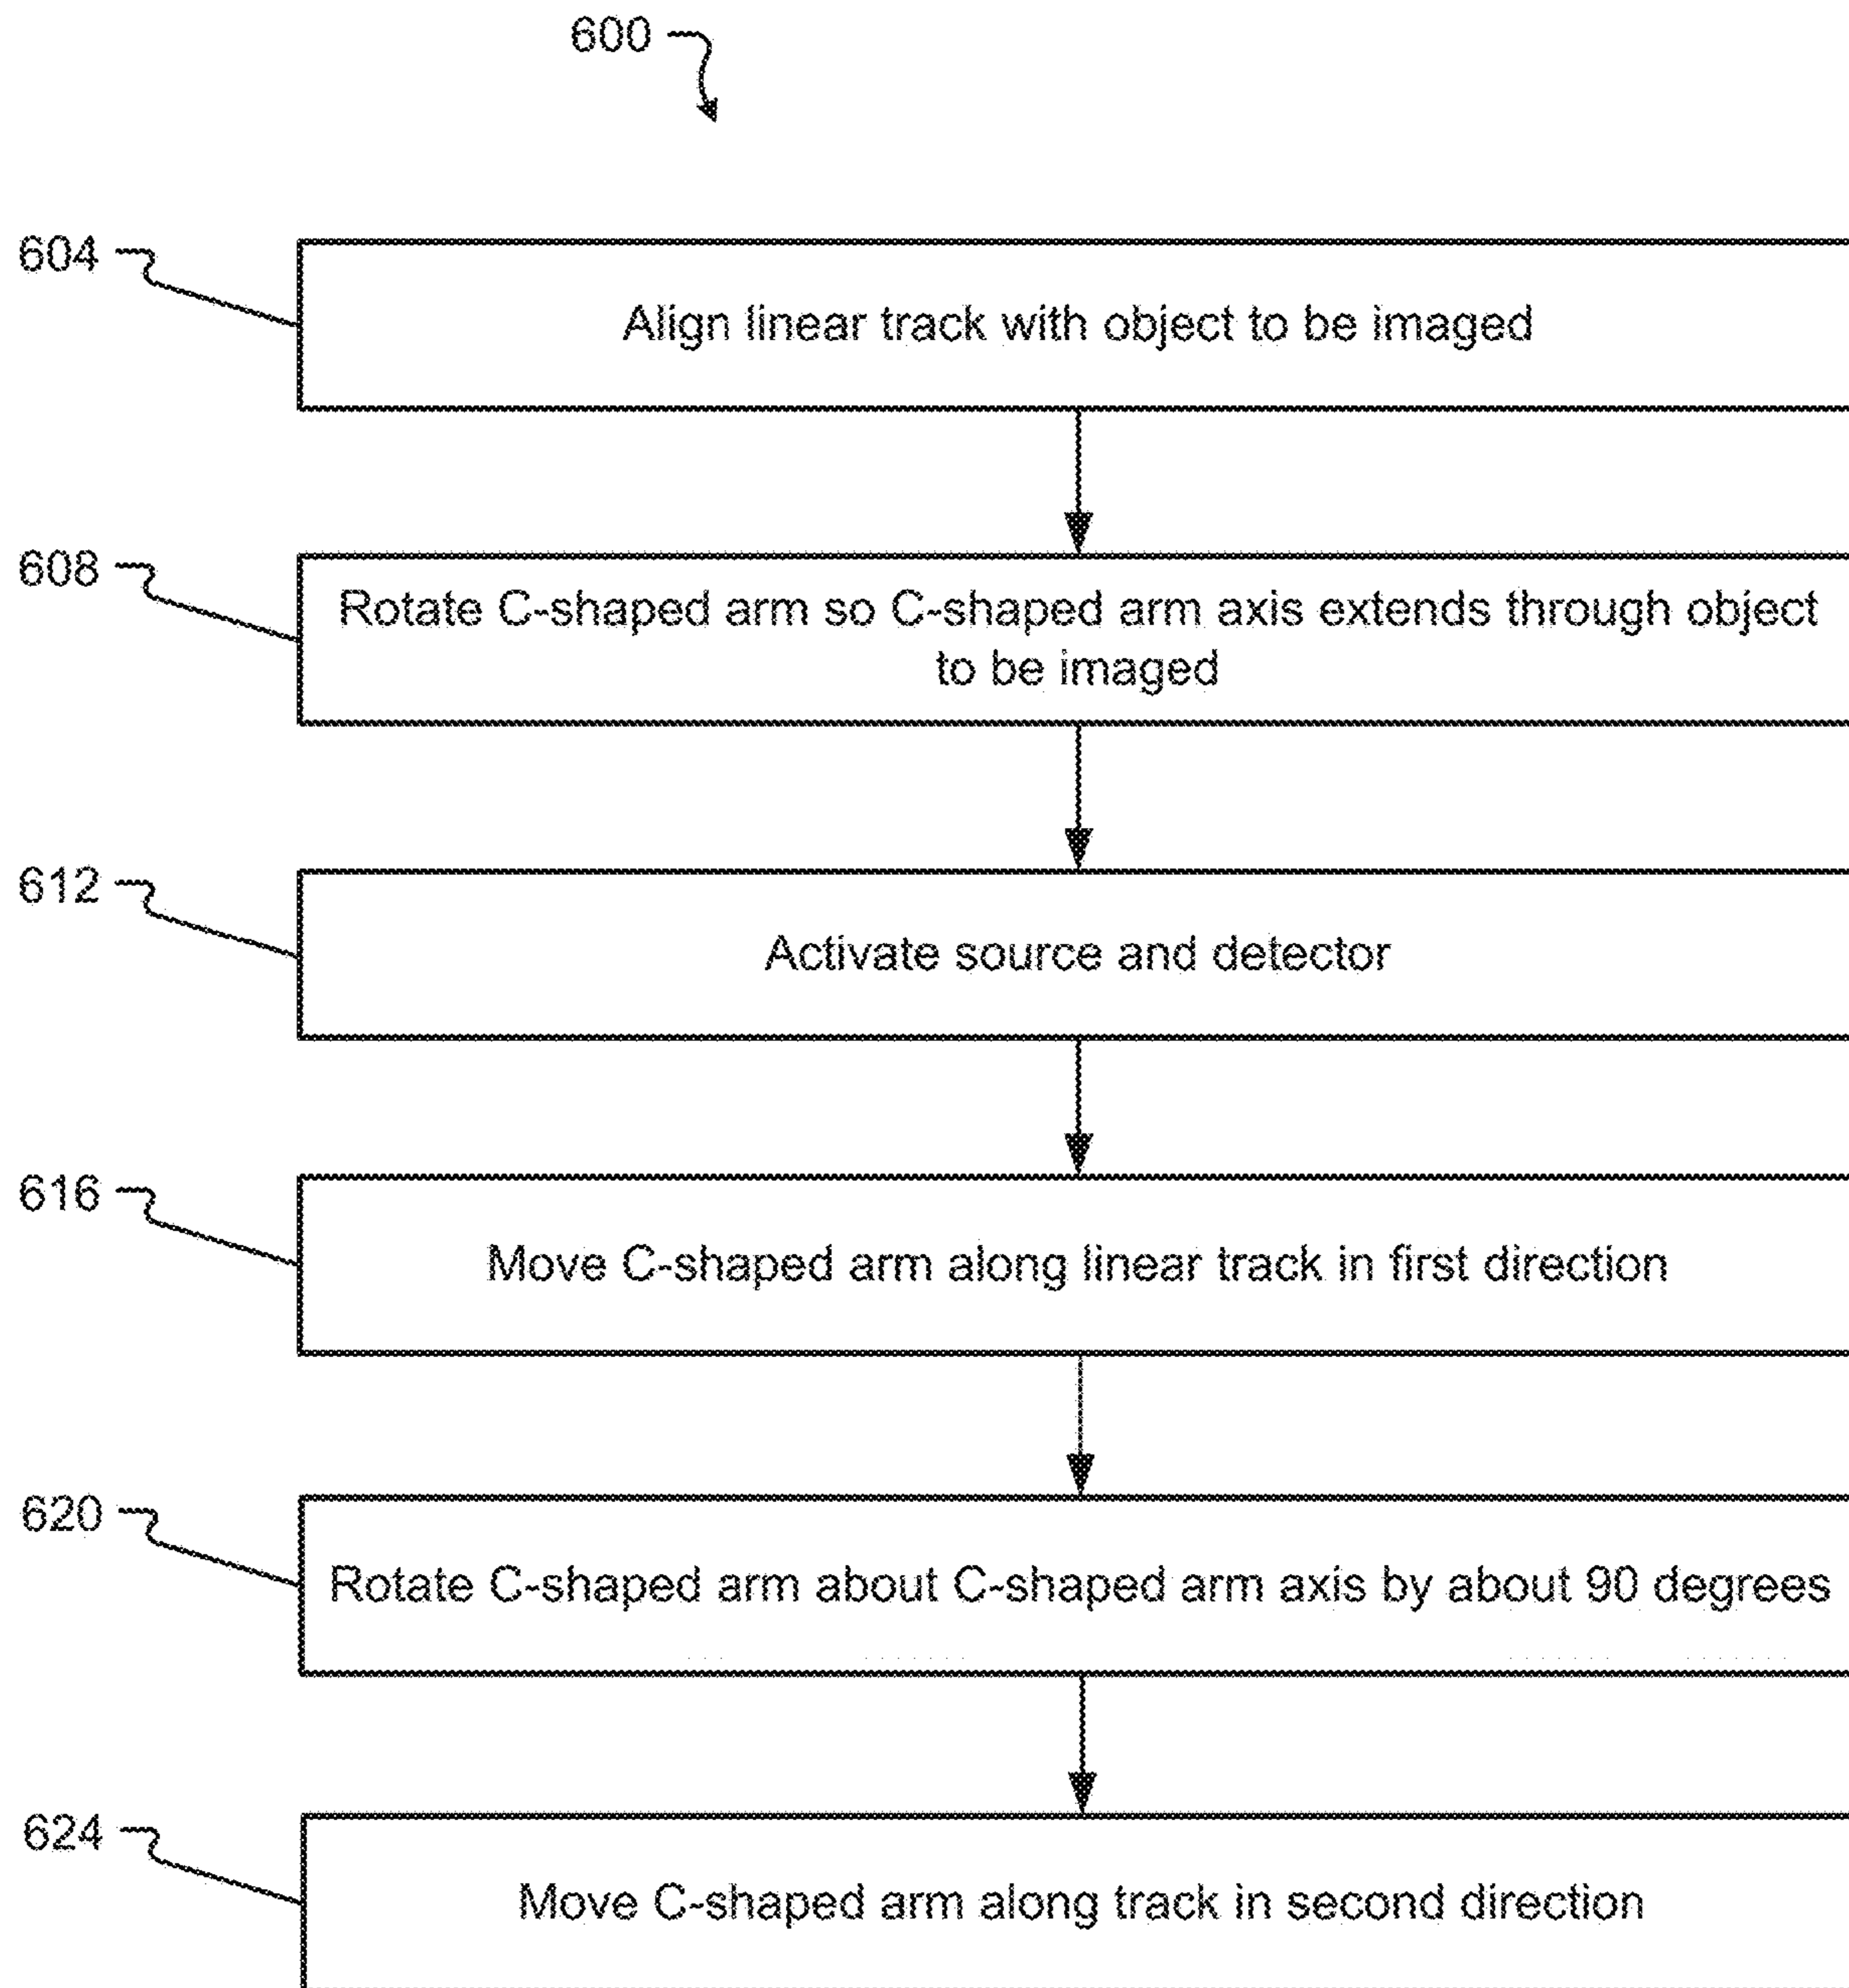 600
604
Align linear track with object to be imaged
608
Rotate C-shaped arm so C-shaped arm axis extends through object
to be imaged
612
Activate source and detector
616
Move C-shaped arm along linear track in first direction
620
Rotate C-shaped arm about C-shaped arm axis by about 90 degrees
624
Move C-shaped arm along track in second direction